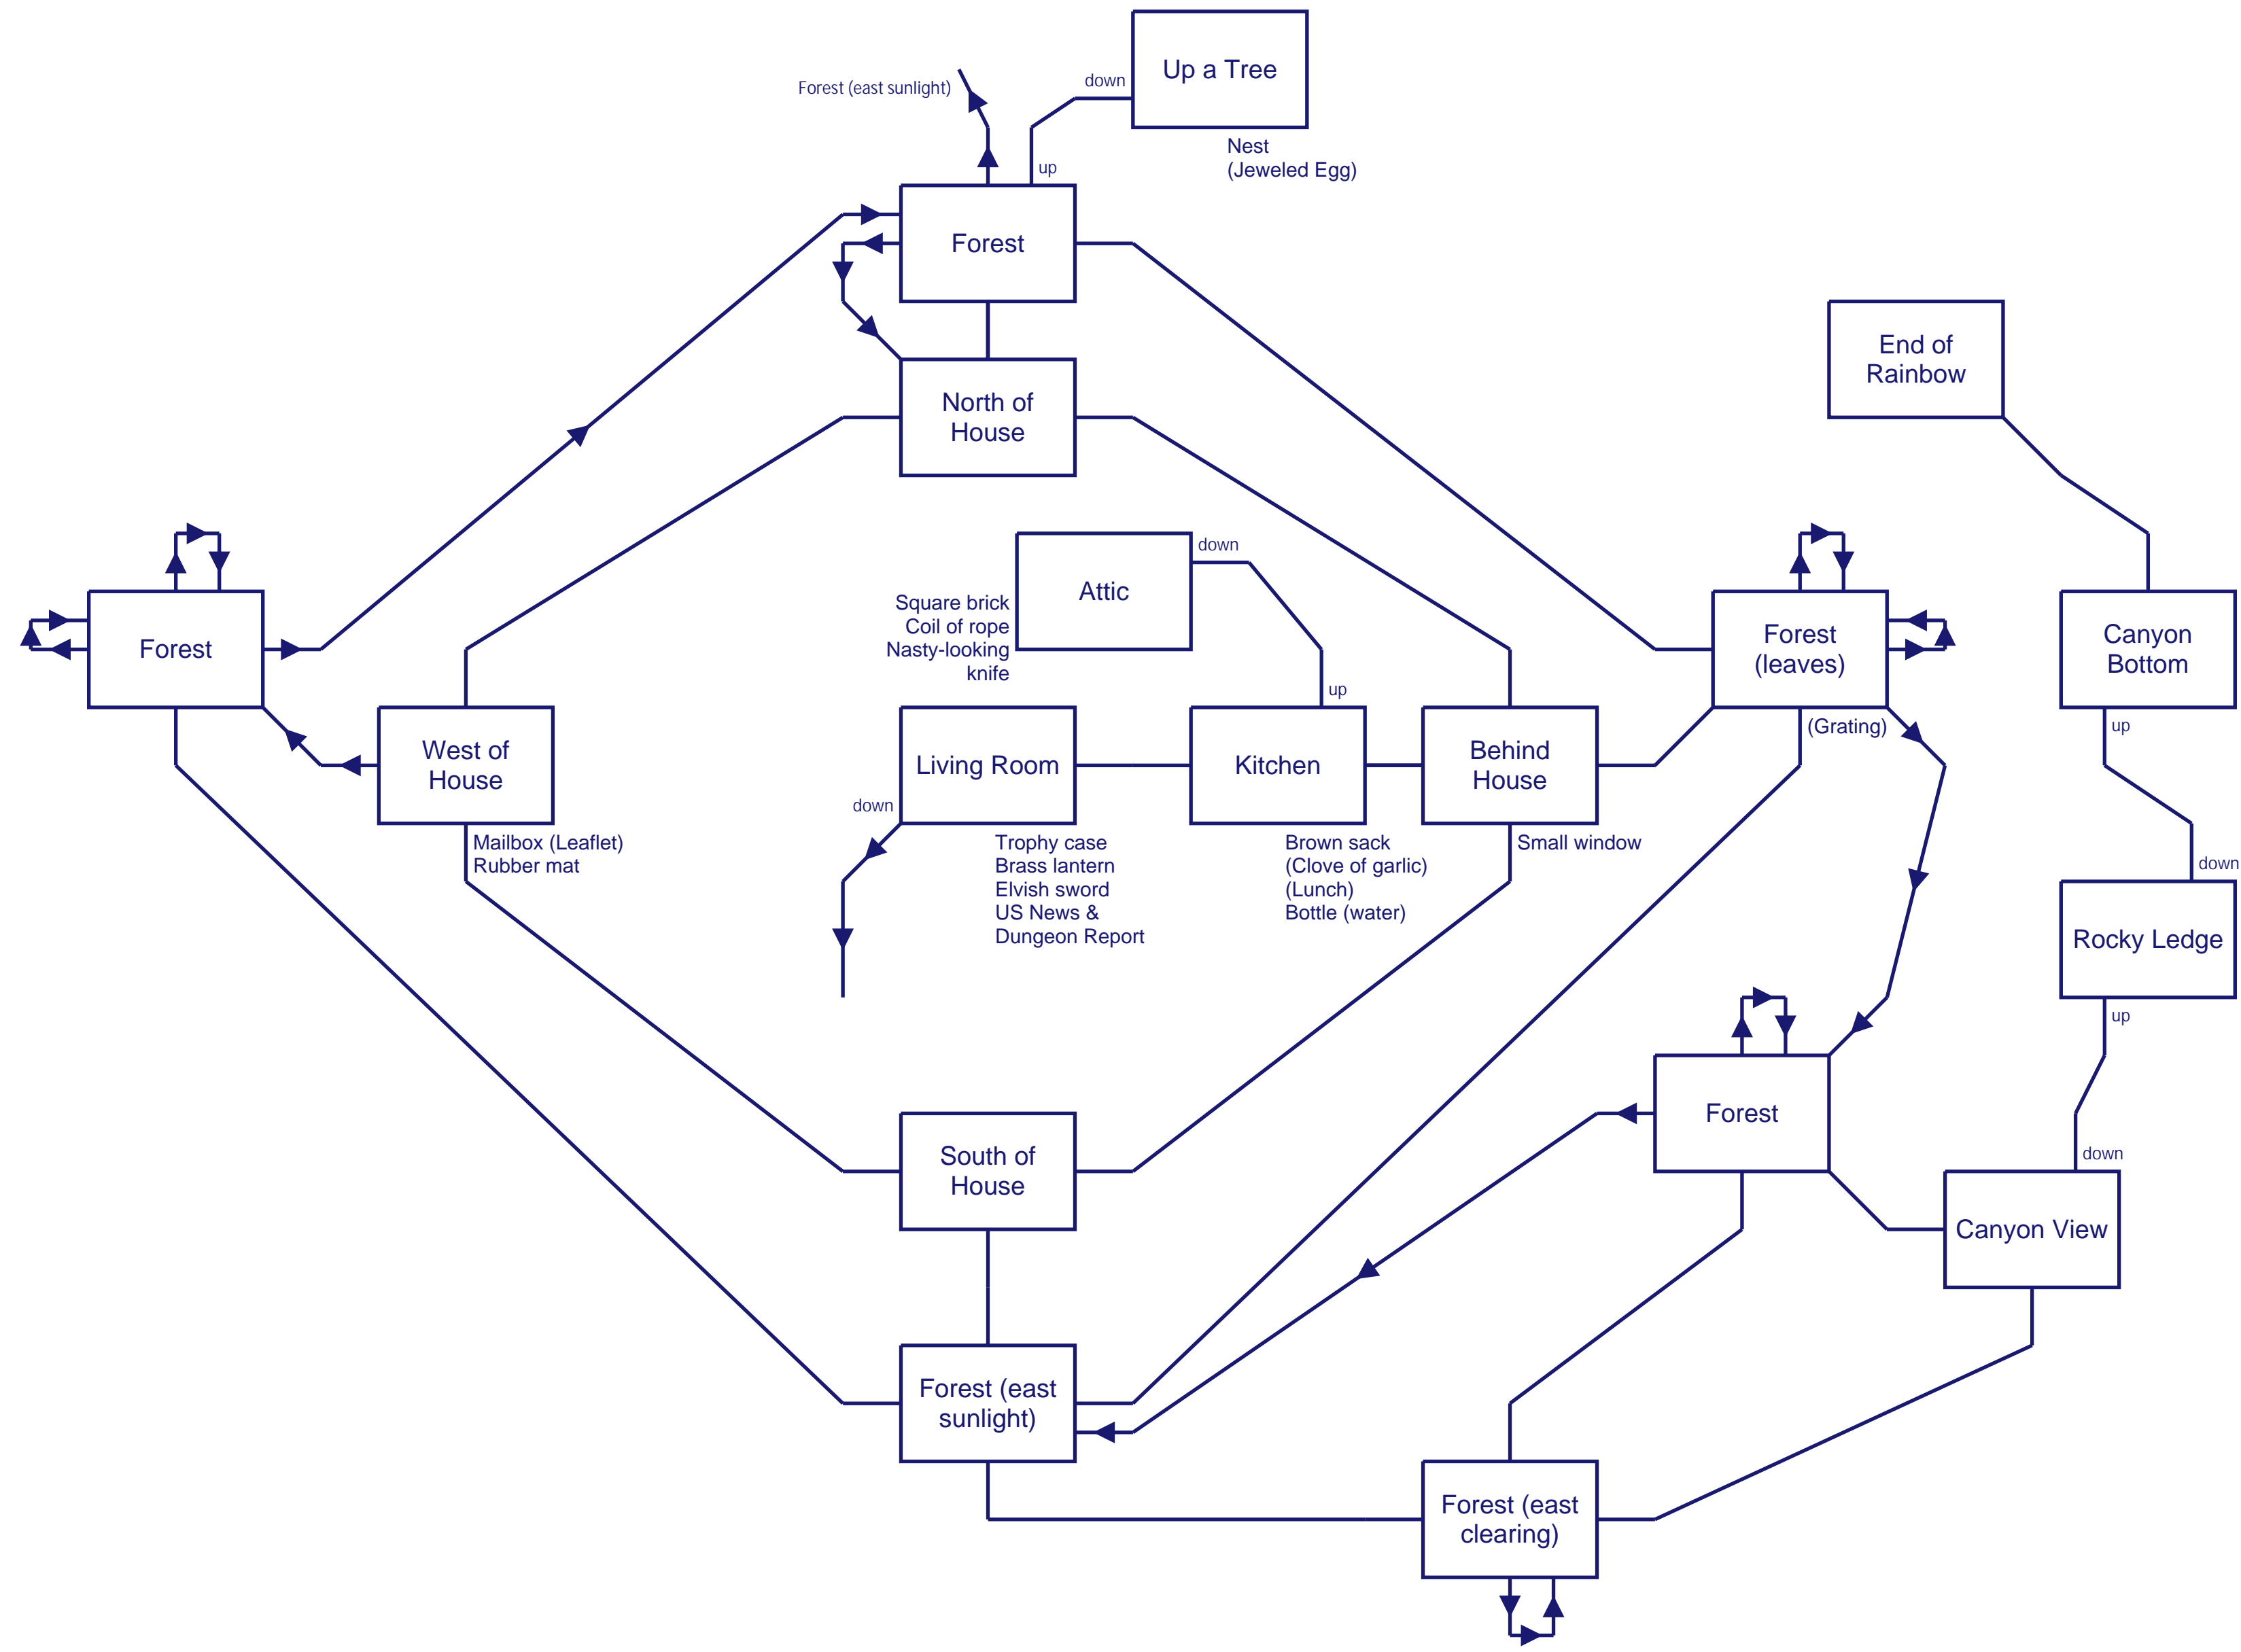 Up a Tree
down
Forest (east sunlight)
Nest
(Jeweled Egg)
up
Forest
End of
Rainbow
North of
House
down
Attic
Square brick
Coil of rope
Nasty-looking
knife
Forest
Forest
(leaves)
Canyon
Bottom
up
(Grating)
up
West of
House
Living Room
Kitchen
Behind
House
down
Mailbox (Leaflet)
Rubber mat
Trophy case
Brass lantern
Elvish sword
US News &
Dungeon Report
Brown sack
(Clove of garlic)
(Lunch)
Bottle (water)
Small window
down
Rocky Ledge
up
Forest
South of
House
down
Canyon View
Forest (east
sunlight)
Forest (east
clearing)